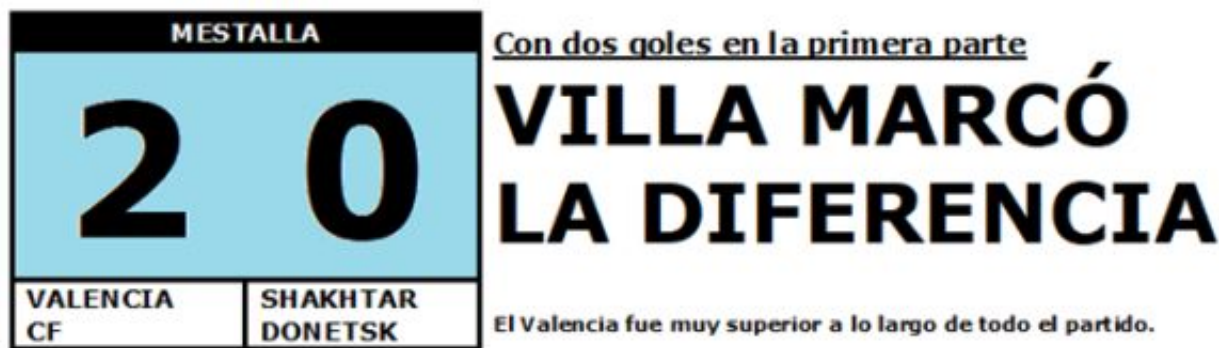 MESTALLA
2 0
VALENCIA CF
SHAKHTAR DONETSK
Con dos goles en la primera parte
VILLA MARCÓ
LA DIFERENCIA
El Valencia fue muy superior a lo largo de todo el partido.